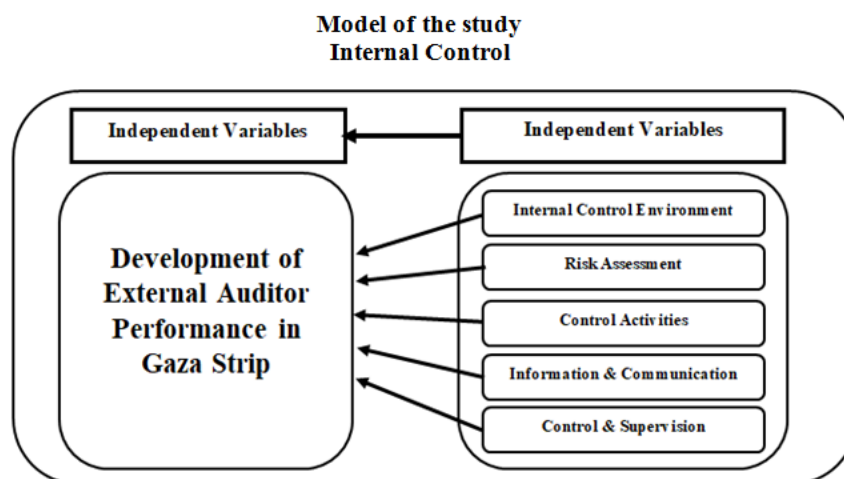 Model of the study
Internal Control
Independent Variables
Independent Variables
Development of
External Auditor
Performance in
Gaza Strip
Internal Control Environment
Risk Assessment
Control Activities
Information & Communication
Control & Supervision